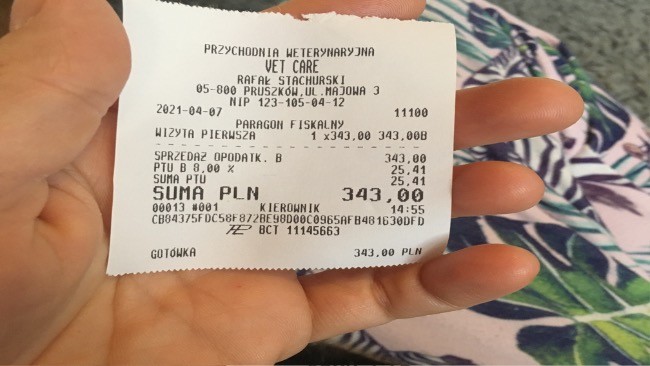 PRZYCHODNIA WETERYNARYJNA
VET CARE
RAFAŁ STACHURSKI
05-800 PRUSZKÓW,UL.MAJOWA 3
NIP 123-105-04-12
2021-04-07 11100
PARAGON FISKALNY
WIZYTA PIERWSZA 1 x343,00 343,00B
SPRZEDAŻ OPODATK. B 343,00
PTU B 8,00 % 25,41
SUMA PTU 25,41
SUMA PLN 343,00
00013 #001 KIEROWNIK 14:55
CB84375FDC58F872BE98D00C0965AFB481630DFD
BCT 11145663
GOTÓWKA 343,00 PLN